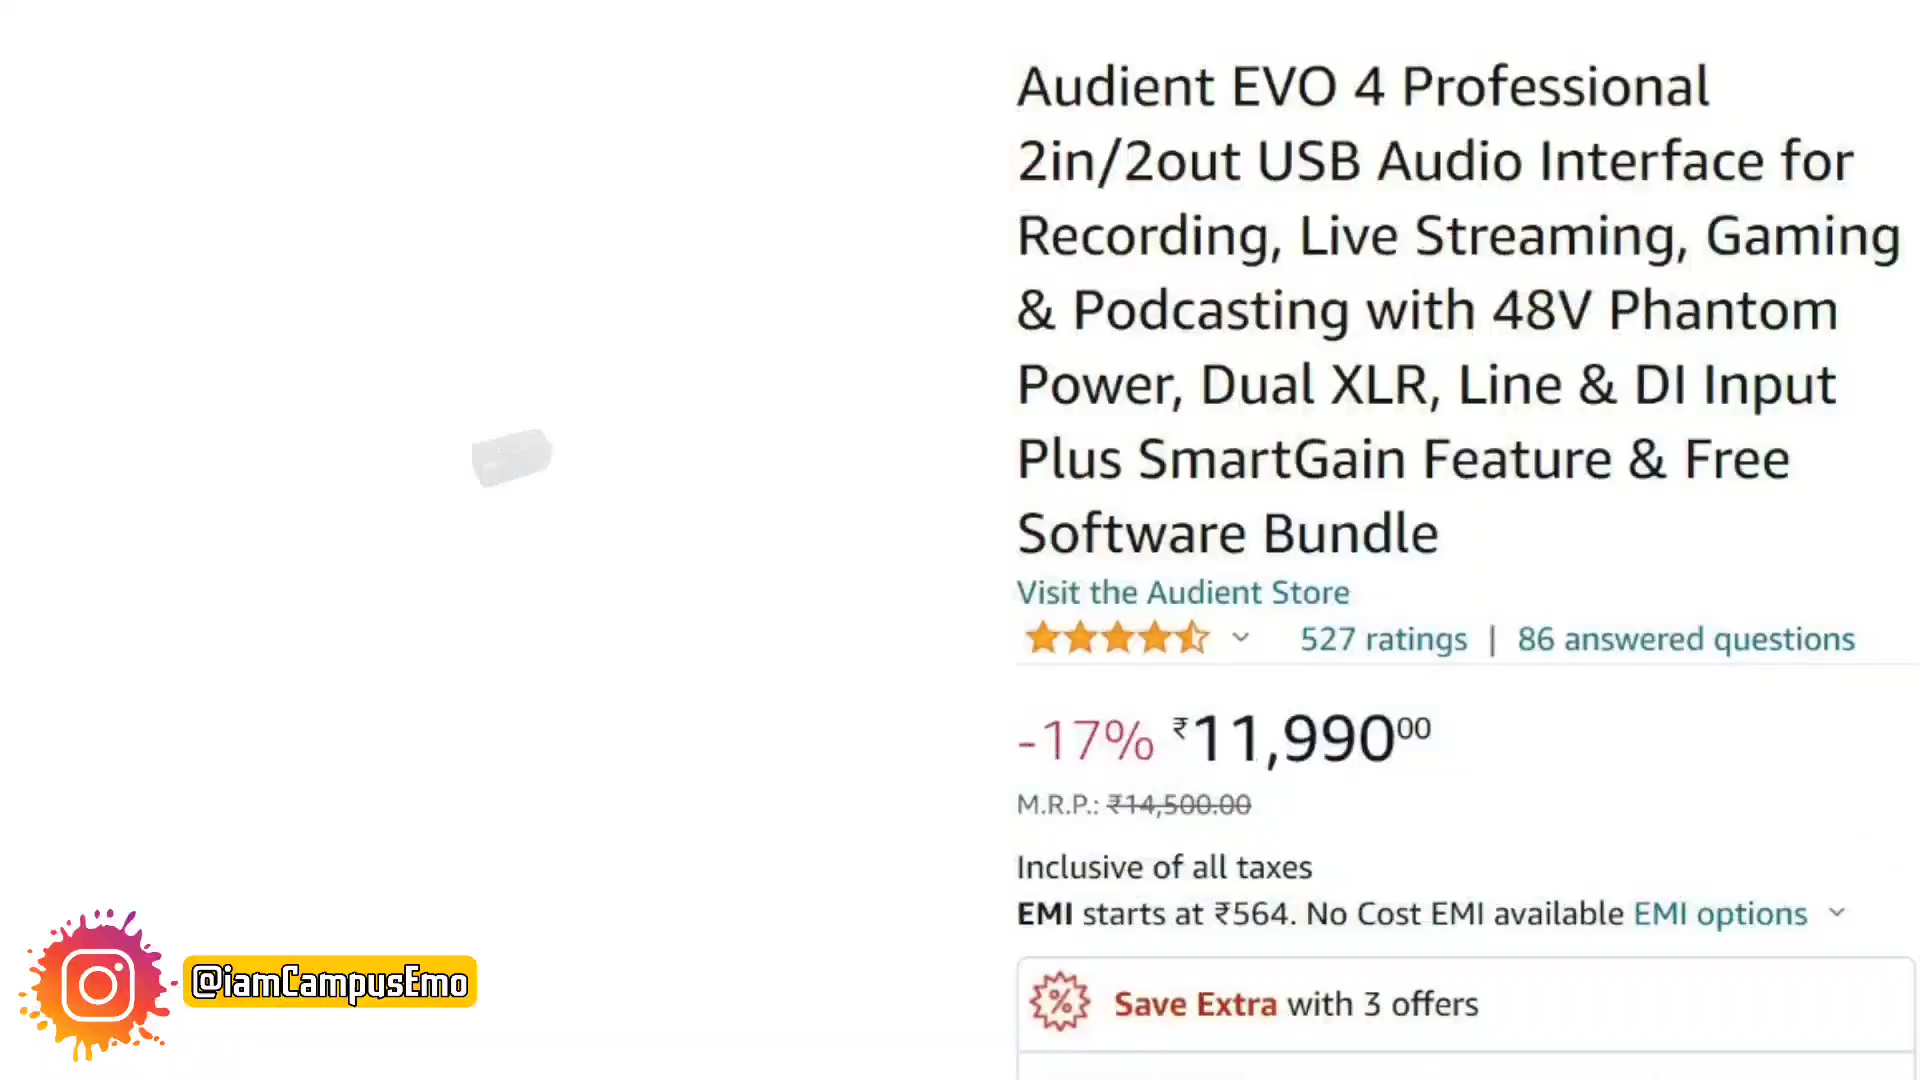 Audient EVO 4 Professional
2in/2out USB Audio Interface for
Recording, Live Streaming, Gaming
& Podcasting with 48V Phantom
Power, Dual XLR, Line & DI Input
Plus SmartGain Feature & Free
Software Bundle
Visit the Audient Store
527 ratings | 86 answered questions
-17% ₹11,99000
M.R.P.: ₹14,500.00
Inclusive of all taxes
EMI starts at ₹564. No Cost EMI available EMI options
Save Extra with 3 offers
@iamCampusEmo